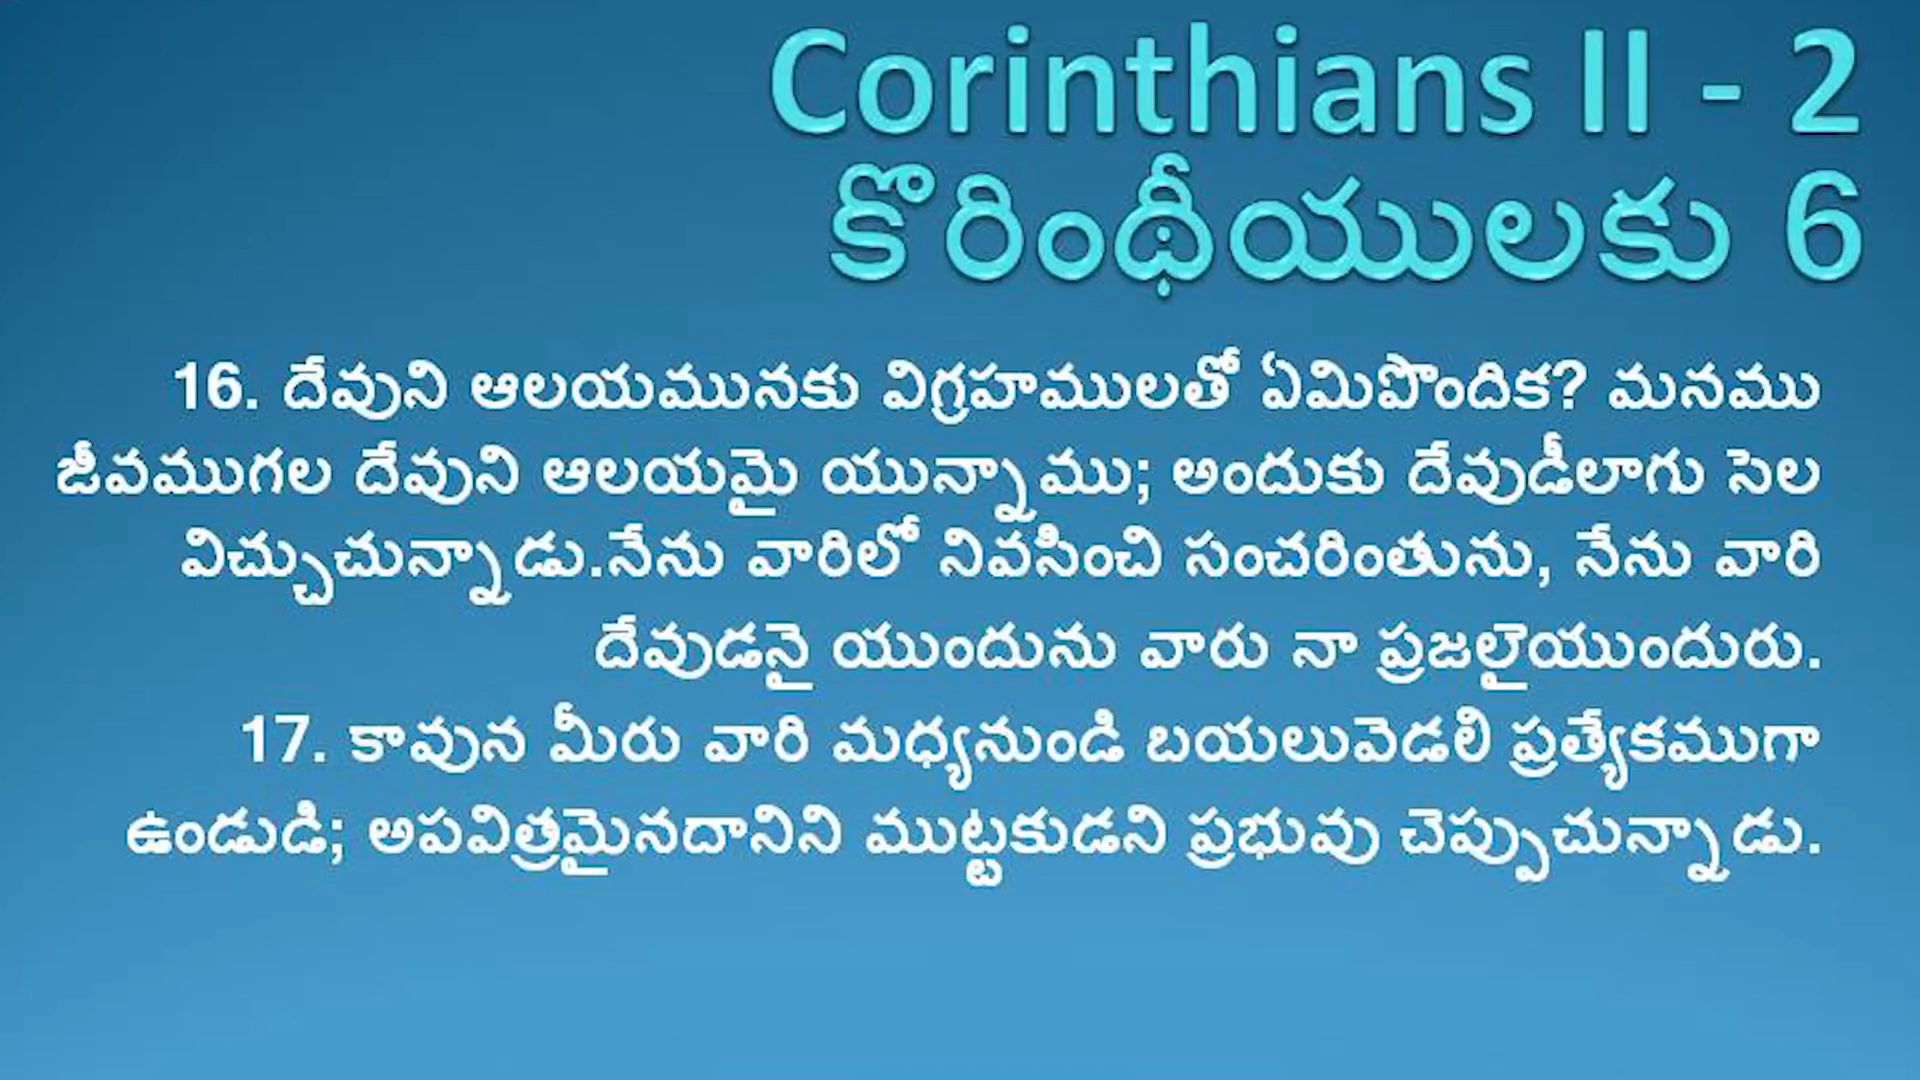 Corinthians II - 2
కొరింథీయులకు 6
16. దేవుని ఆలయమునకు విగ్రహములతో ఏమిపొందిక? మనము
జీవముగల దేవుని ఆలయమై యున్నాము; అందుకు దేవుడీలాగు సెల
విచ్చుచున్నాడు.నేను వారిలో నివసించి సంచరింతును, నేను వారి
దేవుడనై యుందును వారు నా ప్రజలైయుందురు.
17. కావున మీరు వారి మధ్యనుండి బయలువెడలి ప్రత్యేకముగా
ఉండుడి; అపవిత్రమైనదానిని ముట్టకుడని ప్రభువు చెప్పుచున్నాడు.